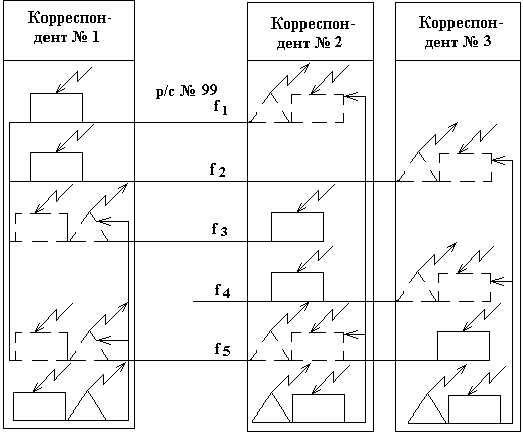 Корреспон-
дент № 1
Корреспон-
дент № 2
Корреспон-
дент № 3
р/с № 99
f1
f2
f3
f4
f5